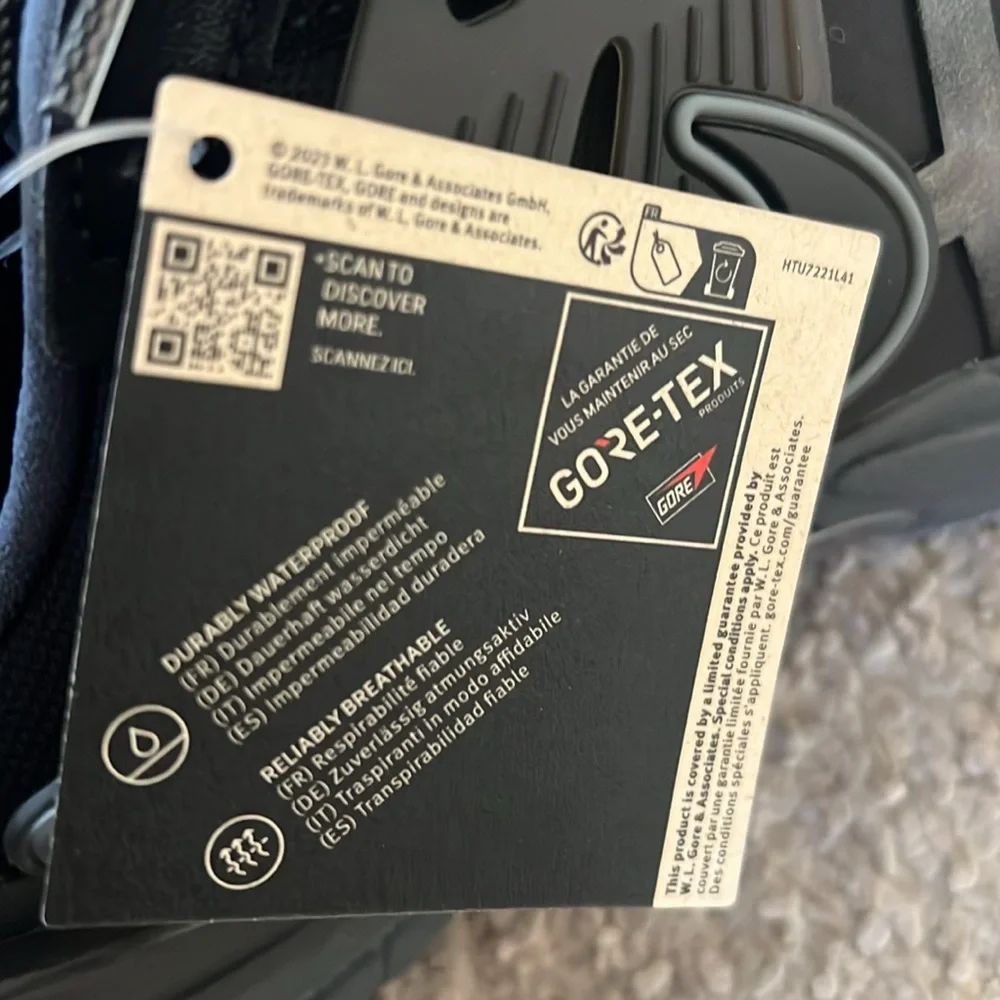 © 2023 W. L. Gore & Associates GmbH,
GORE-TEX, GORE and designs are
trademarks of W. L. Gore & Associates.
FR
HTU7221L41
*SCAN TO
DISCOVER
MORE.
SCANNEZ ICI.
LA GARANTIE DE
VOUS MAINTENIR AU SEC
GORE-TEX
PRODUITS
GORE
DURABLY WATERPROOF
(FR) Durablement imperméable
(DE) Dauerhaft wasserdicht
(IT) Impermeabile nel tempo
(ES) Impermeabilidad duradera
RELIABLY BREATHABLE
(FR) Respirabilité fiable
(DE) Zuverlässig atmungsaktiv
(IT) Traspiranti in modo affidabile
(ES) Transpirabilidad fiable
This product is covered by a limited guarantee provided by
W. L. Gore & Associates. Special conditions apply. Ce produit est
couvert par une garantie limitée fournie par W. L. Gore & Associates.
Des conditions spéciales s'appliquent. gore-tex.com/guarantee